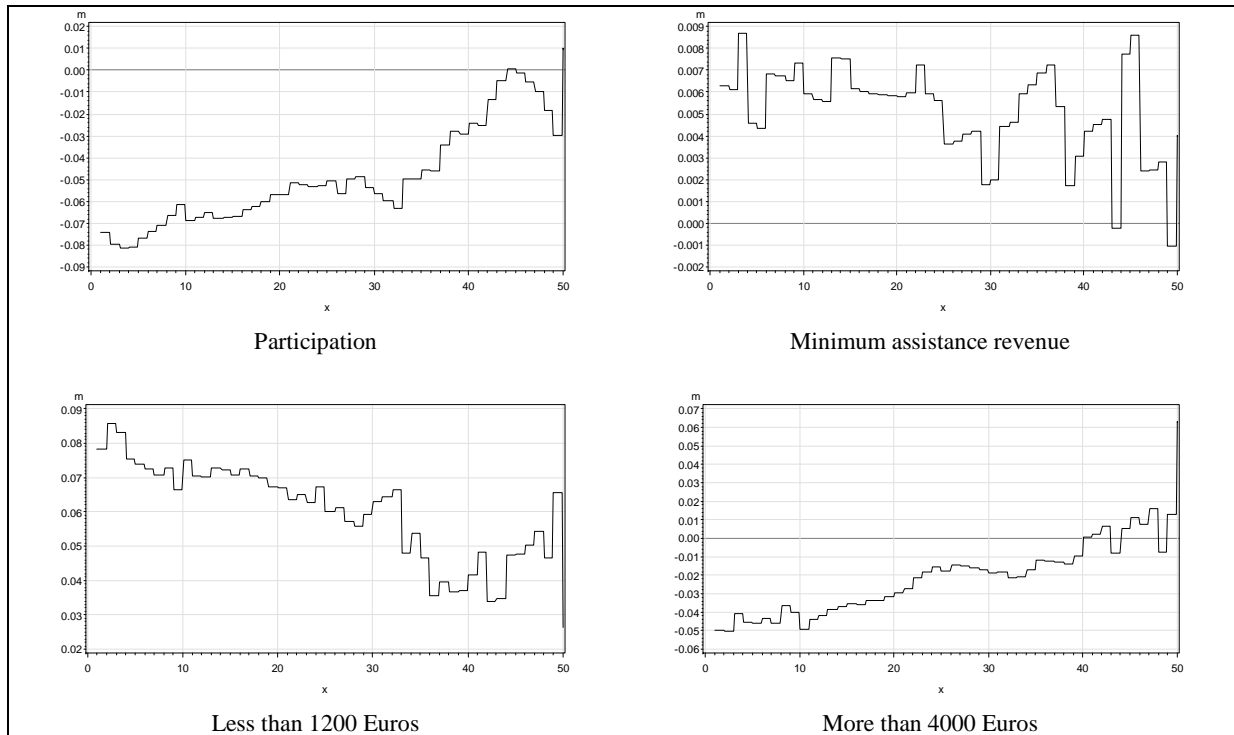 m
0.02
0.01
0.00
-0.01
-0.02
-0.03
-0.04
-0.05
-0.06
-0.07
-0.08
-0.09
0 10 20 30 40 50
x
Participation
m
0.009
0.008
0.007
0.006
0.005
0.004
0.003
0.002
0.001
0.000
-0.001
-0.002
0 10 20 30 40 50
x
Minimum assistance revenue
m
0.09
0.08
0.07
0.06
0.05
0.04
0.03
0.02
0 10 20 30 40 50
x
Less than 1200 Euros
m
0.07
0.06
0.05
0.04
0.03
0.02
0.01
0.00
-0.01
-0.02
-0.03
-0.04
-0.05
-0.06
0 10 20 30 40 50
x
More than 4000 Euros